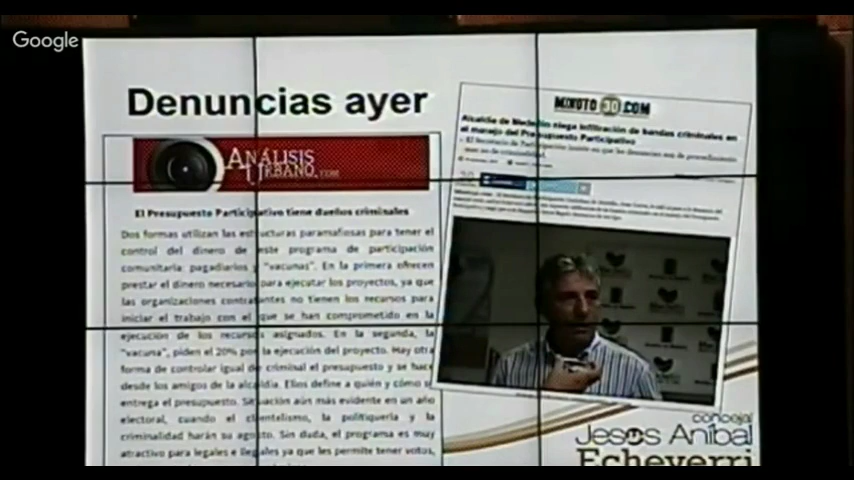 Google
Denuncias ayer
ANÁLISIS
URBANO.COM
El Presupuesto Participativo tiene dueños criminales
Dos formas utilizan las estructuras paramafiosas para tener el
control del dinero de este programa de participación
comunitaria: pagadiarios y "vacunas". En la primera ofrecen
prestar el dinero necesario para ejecutar los proyectos, ya que
las organizaciones contratantes no tienen los recursos para
iniciar el trabajo con el que se han comprometido en la
ejecución de los recursos asignados. En la segunda, la
"vacuna", piden el 20% por la ejecución del proyecto. Hay otra
forma de controlar igual de criminal el presupuesto y se hace
desde los amigos de la alcaldía. Ellos define a quién y cómo se
entrega el presupuesto. Situación aún más evidente en un año
electoral, cuando el clientelismo, la politiquería y la
criminalidad harán su agosto. Sin duda, el programa es muy
atractivo para legales e ilegales ya que les permite tener votos,
MINUTO 30.COM
Alcaldía de Medellín niega infiltración de bandas criminales en
el manejo del Presupuesto Participativo
concejal
Jesús Aníbal
Echeverri